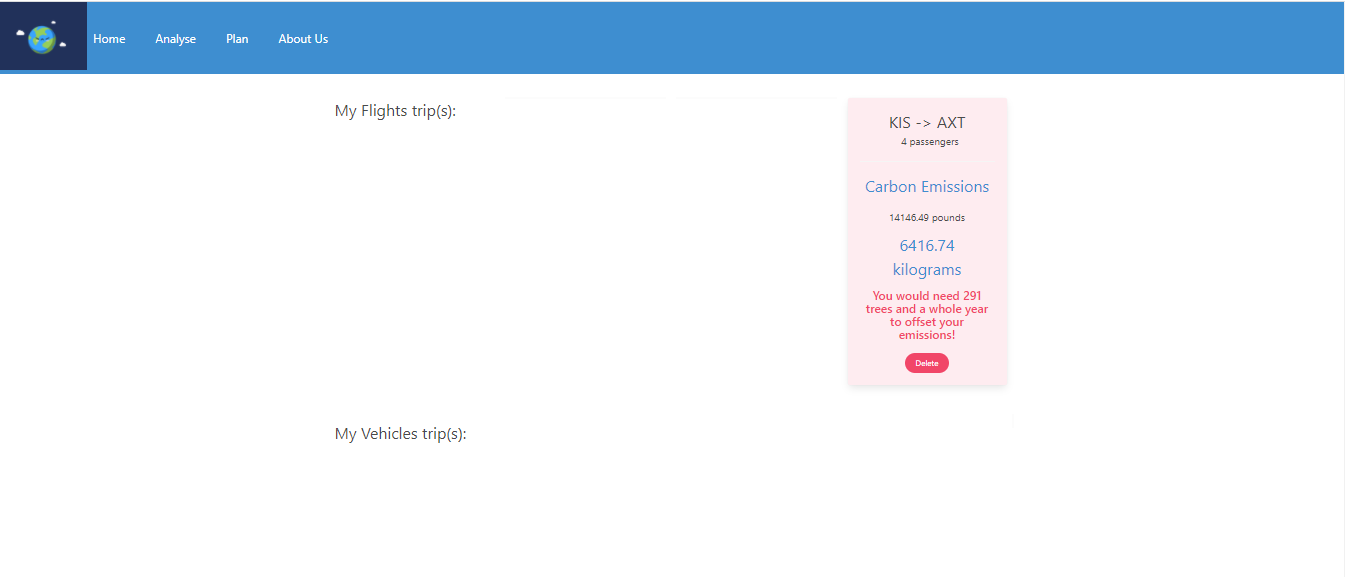 Home Analyse Plan About Us
My Flights trip(s):
KIS -> AXT
4 passengers
Carbon Emissions
14146.49 pounds
6416.74
kilograms
You would need 291
trees and a whole year
to offset your
emissions!
Delete
My Vehicles trip(s):